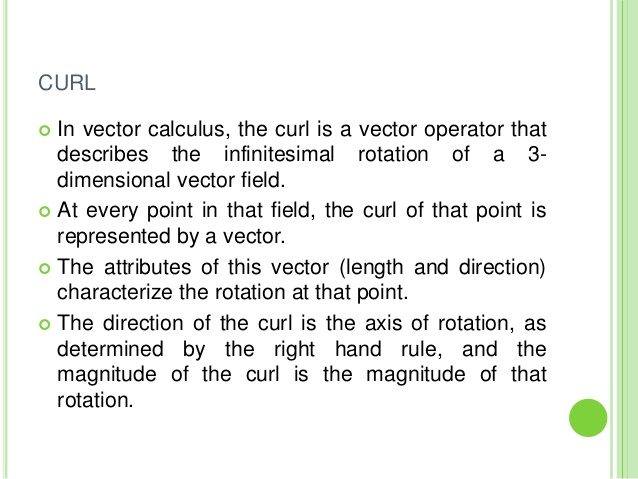 CURL
In vector calculus, the curl is a vector operator that
describes the infinitesimal rotation of a 3-
dimensional vector field.
At every point in that field, the curl of that point is
represented by a vector.
The attributes of this vector (length and direction)
characterize the rotation at that point.
The direction of the curl is the axis of rotation, as
determined by the right hand rule, and the
magnitude of the curl is the magnitude of that
rotation.